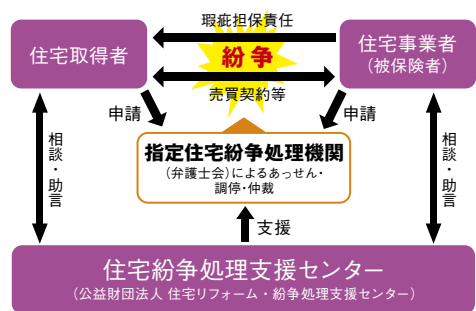 瑕疵担保責任
住宅取得者
紛争
住宅事業者
(被保険者)
売買契約等
申請
申請
相談・助言
指定住宅紛争処理機関
(弁護士会)によるあっせん・
調停・仲裁
相談・助言
支援
住宅紛争処理支援センター
(公益財団法人 住宅リフォーム・紛争処理支援センター)